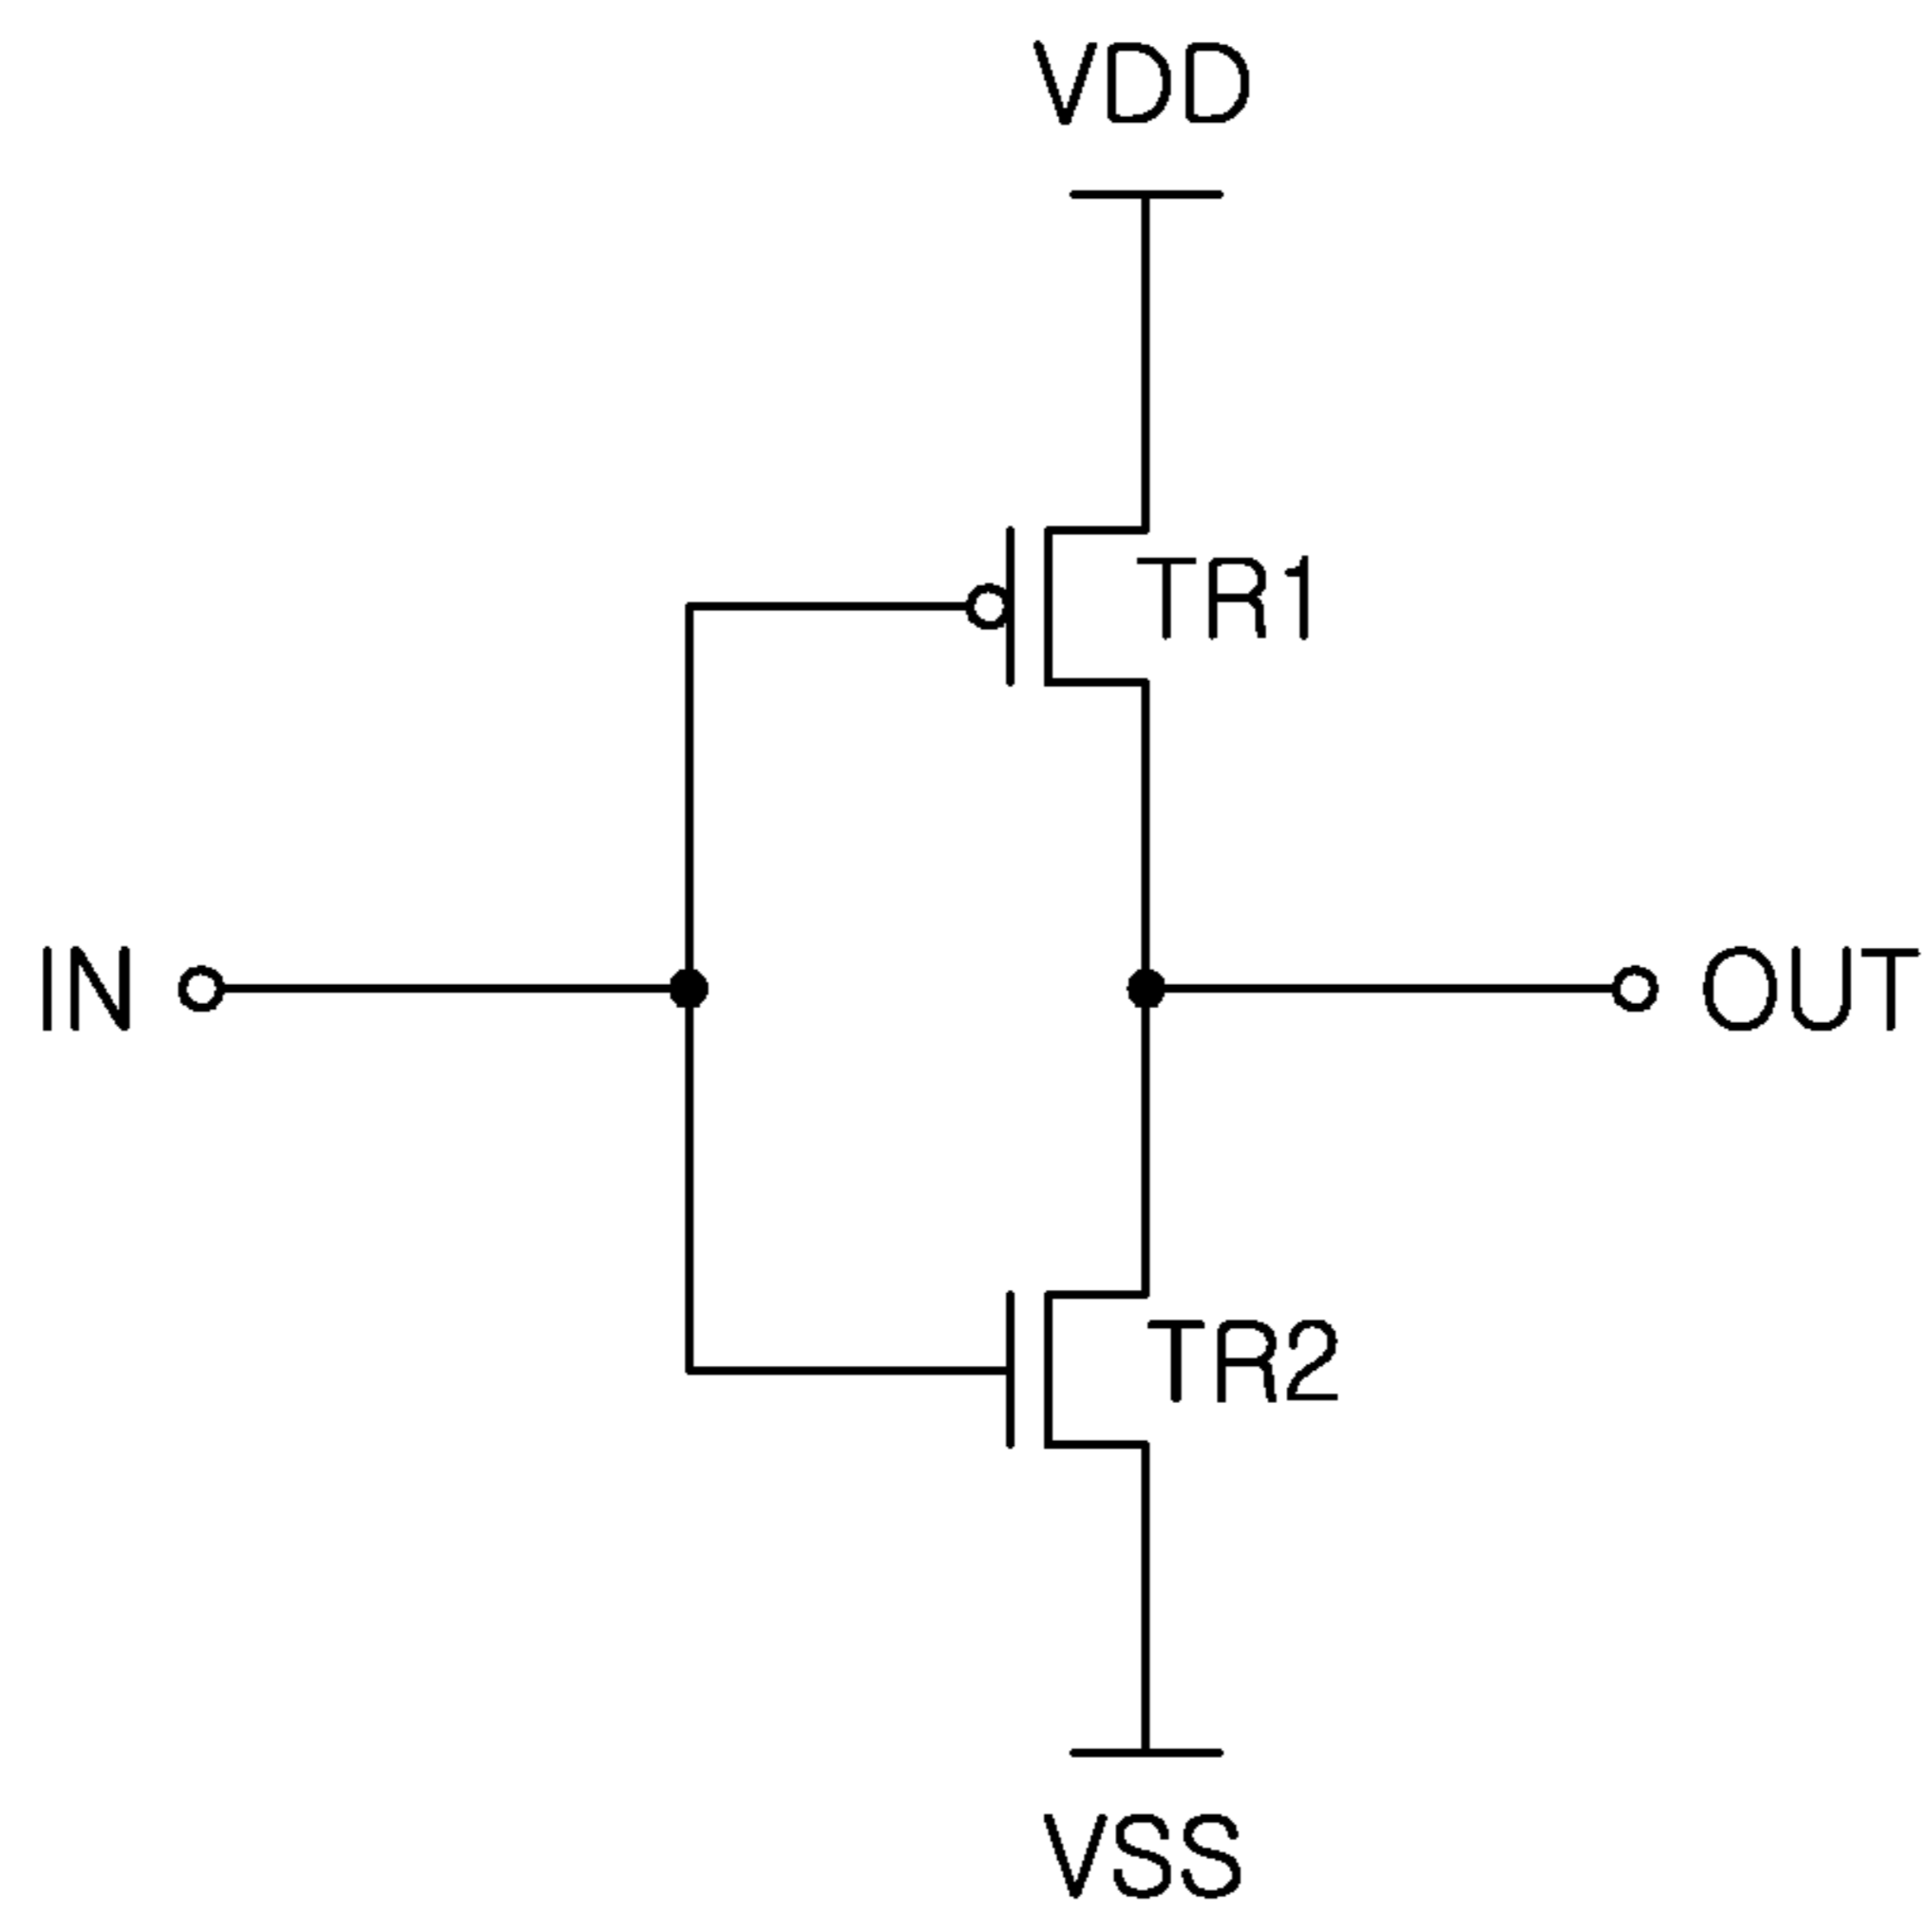 VDD
TR1
IN
OUT
TR2
VSS